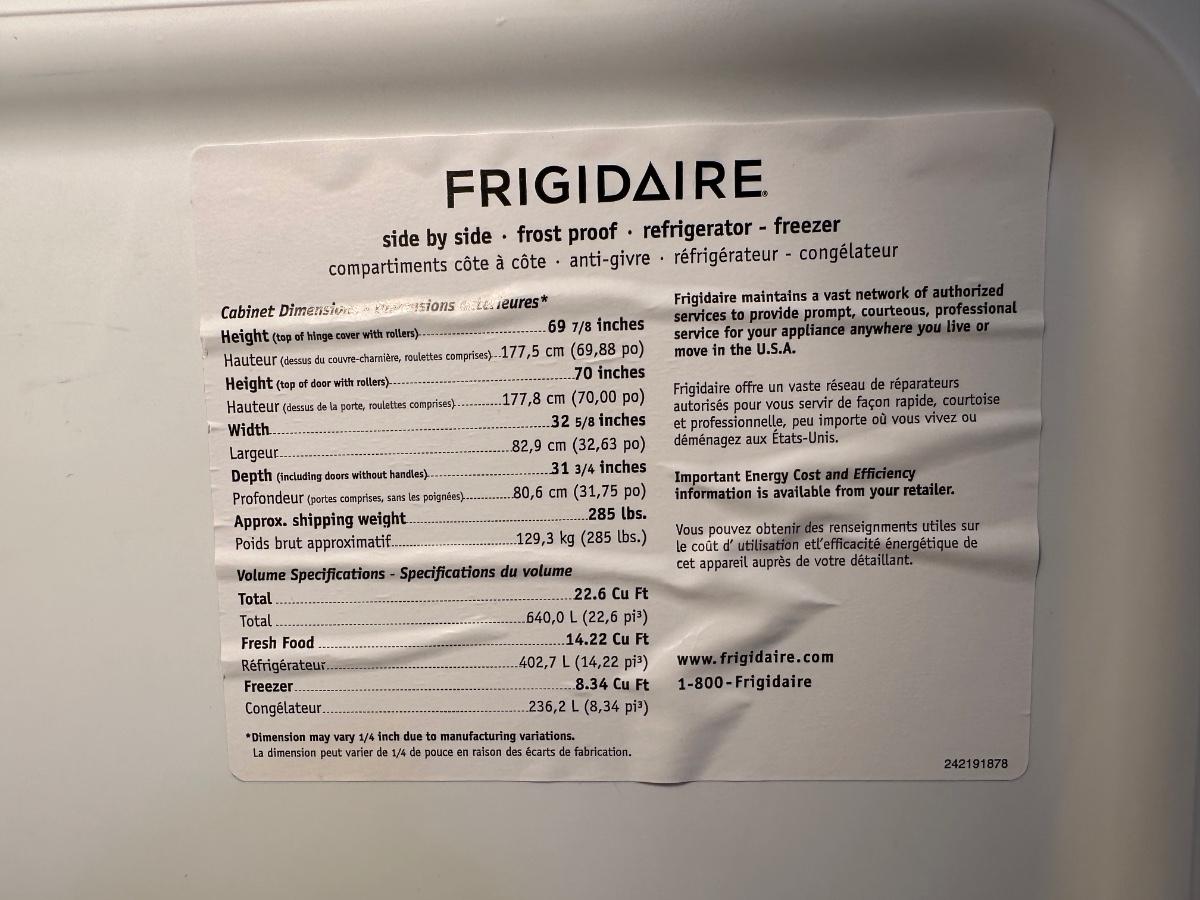 FRIGIDAIRE®
side by side · frost proof · refrigerator - freezer
compartiments côte à côte · anti-givre · réfrigérateur - congélateur
Cabinet Dimensions
Height (top of hinge cover with rollers) 69 7/8 inches
Hauteur (dessus du couvre-charnière, roulettes comprises) 177,5 cm (69,88 po)
Height (top of door with rollers) 70 inches
Hauteur (dessus de la porte, roulettes comprises) 177,8 cm (70,00 po)
Width 32 5/8 inches
Largeur 82,9 cm (32,63 po)
Depth (including doors without handles) 31 3/4 inches
Profondeur (portes comprises, sans les poignées) 80,6 cm (31,75 po)
Approx. shipping weight 285 lbs.
Poids brut approximatif 129,3 kg (285 lbs.)
Volume Specifications - Specifications du volume
Total 22.6 Cu Ft
Total 640,0 L (22,6 pi³)
Fresh Food 14.22 Cu Ft
Réfrigérateur 402,7 L (14,22 pi³)
Freezer 8.34 Cu Ft
Congélateur 236,2 L (8,34 pi³)
*Dimension may vary 1/4 inch due to manufacturing variations.
La dimension peut varier de 1/4 de pouce en raison des écarts de fabrication.
Frigidaire maintains a vast network of authorized
services to provide prompt, courteous, professional
service for your appliance anywhere you live or
move in the U.S.A.
Frigidaire offre un vaste réseau de réparateurs
autorisés pour vous servir de façon rapide, courtoise
et professionnelle, peu importe où vous vivez ou
déménagez aux États-Unis.
Important Energy Cost and Efficiency
information is available from your retailer.
Vous pouvez obtenir des renseignments utiles sur
le coût d' utilisation etl'efficacité énergétique de
cet appareil auprès de votre détaillant.
www.frigidaire.com
1-800-Frigidaire
242191878